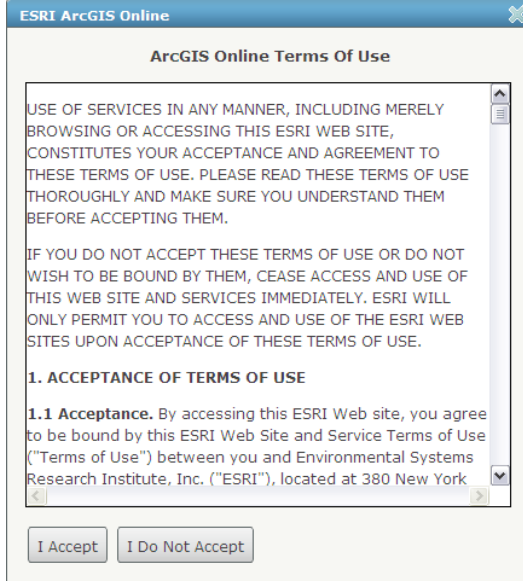 ESRI ArcGIS Online
ArcGIS Online Terms Of Use
USE OF SERVICES IN ANY MANNER, INCLUDING MERELY
BROWSING OR ACCESSING THIS ESRI WEB SITE,
CONSTITUTES YOUR ACCEPTANCE AND AGREEMENT TO
THESE TERMS OF USE. PLEASE READ THESE TERMS OF USE
THOROUGHLY AND MAKE SURE YOU UNDERSTAND THEM
BEFORE ACCEPTING THEM.
IF YOU DO NOT ACCEPT THESE TERMS OF USE OR DO NOT
WISH TO BE BOUND BY THEM, CEASE ACCESS AND USE OF
THIS WEB SITE AND SERVICES IMMEDIATELY. ESRI WILL
ONLY PERMIT YOU TO ACCESS AND USE OF THE ESRI WEB
SITES UPON ACCEPTANCE OF THESE TERMS OF USE.
1. ACCEPTANCE OF TERMS OF USE
1.1 Acceptance. By accessing this ESRI Web site, you agree
to be bound by this ESRI Web Site and Service Terms of Use
("Terms of Use") between you and Environmental Systems
Research Institute, Inc. ("ESRI"), located at 380 New York
I Accept
I Do Not Accept